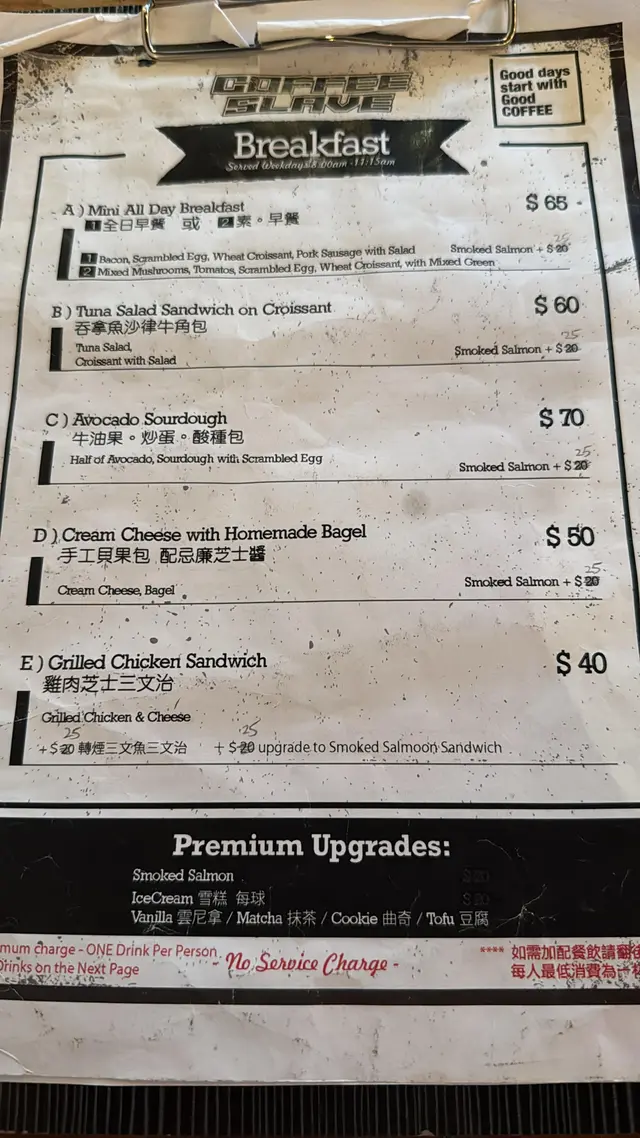 COFFEE
SLAVE
Good days
start with
Good
COFFEE
Breakfast
Served Weekdays 8:00am - 11:15am
A ) Mini All Day Breakfast $ 65
1 全日早餐 或 2 素。早餐
25
1 Bacon, Scrambled Egg, Wheat Croissant, Pork Sausage with Salad Smoked Salmon + $ 20
2 Mixed Mushrooms, Tomatos, Scrambled Egg, Wheat Croissant, with Mixed Green
B ) Tuna Salad Sandwich on Croissant $ 60
吞拿魚沙律牛角包
25
Tuna Salad,
Croissant with Salad Smoked Salmon + $ 20
C ) Avocado Sourdough $ 70
牛油果。炒蛋。酸種包
25
Half of Avocado, Sourdough with Scrambled Egg Smoked Salmon + $ 20
D ) Cream Cheese with Homemade Bagel $ 50
手工貝果包 配忌廉芝士醬
25
Cream Cheese, Bagel Smoked Salmon + $ 20
E ) Grilled Chicken Sandwich $ 40
雞肉芝士三文治
Grilled Chicken & Cheese
25 25
+ $ 20 轉煙三文魚三文治 + $ 20 upgrade to Smoked Salmoon Sandwich
Premium Upgrades:
Smoked Salmon
IceCream 雪糕 每球
Vanilla 雲尼拿 / Matcha 抹茶 / Cookie 曲奇 / Tofu 豆腐
mum charge - ONE Drink Per Person
Drinks on the Next Page
- No Service Charge -
**** 如需加配餐飲請翻
每人最低消費為一